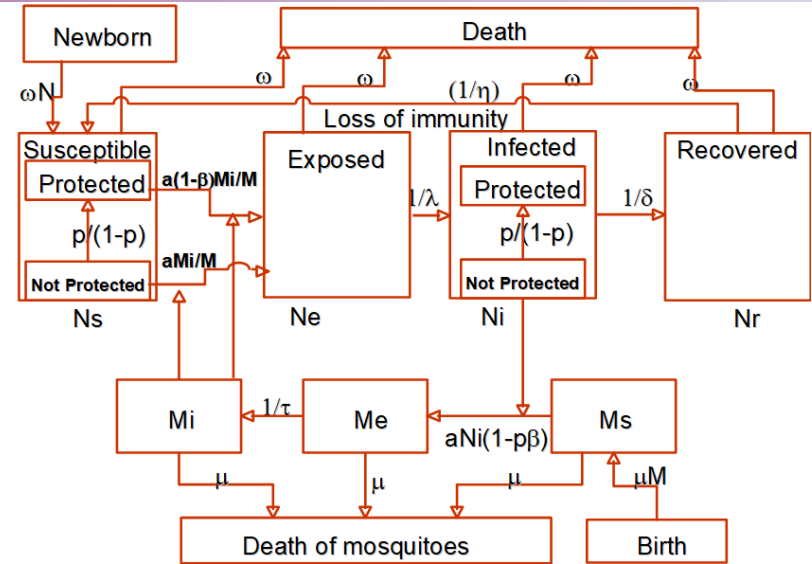 Newborn
Death
ωN
ω
ω
ω
ω
(1/η)
Loss of immunity
Susceptible
Exposed
Infected
Recovered
Protected
a(1-β)Mi/M
Protected
1/λ
1/δ
p/(1-p)
p/(1-p)
aMi/M
Not Protected
Not Protected
Ns
Ne
Ni
Nr
Mi
1/τ
Me
aNi(1-pβ)
Ms
μ
μ
μ
μM
Death of mosquitoes
Birth